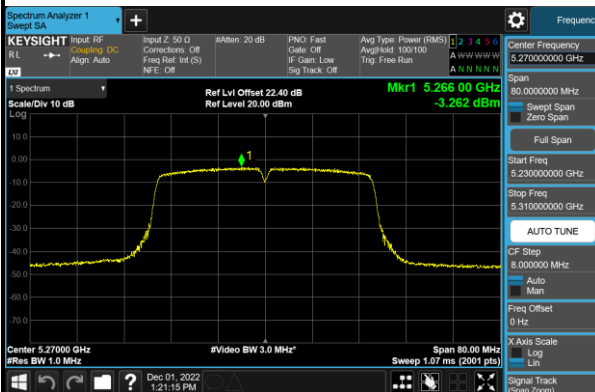 Spectrum Analyzer 1
Swept SA
+
Frequenc
KEYSIGHT
RL
LXI
Input: RF
Coupling: DC
Align: Auto
Input Z: 50 Ω
Corrections: Off
Freq Ref: Int (S)
NFE: Off
#Atten: 20 dB
PNO: Fast
Gate: Off
IF Gain: Low
Sig Track: Off
Avg Type: Power (RMS)
Avg|Hold: 100/100
Trig: Free Run
1 2 3 4 5 6
A W W W W W
A N N N N N
1 Spectrum
Scale/Div 10 dB
Log
Ref Lvl Offset 22.40 dB
Ref Level 20.00 dBm
Mkr1 5.266 00 GHz
-3.262 dBm
10.0
0.00
-10.0
-20.0
-30.0
-40.0
-50.0
-60.0
-70.0
1
Center 5.27000 GHz
#Res BW 1.0 MHz
#Video BW 3.0 MHz*
Span 80.00 MHz
Sweep 1.07 ms (2001 pts)
Center Frequency
5.270000000 GHz
Span
80.0000000 MHz
Swept Span
Zero Span
Full Span
Start Freq
5.230000000 GHz
Stop Freq
5.310000000 GHz
AUTO TUNE
CF Step
8.000000 MHz
Auto
Man
Freq Offset
0 Hz
X Axis Scale
Log
Lin
Signal Track
(Span Zoom)
?
Dec 01, 2022
1:21:15 PM